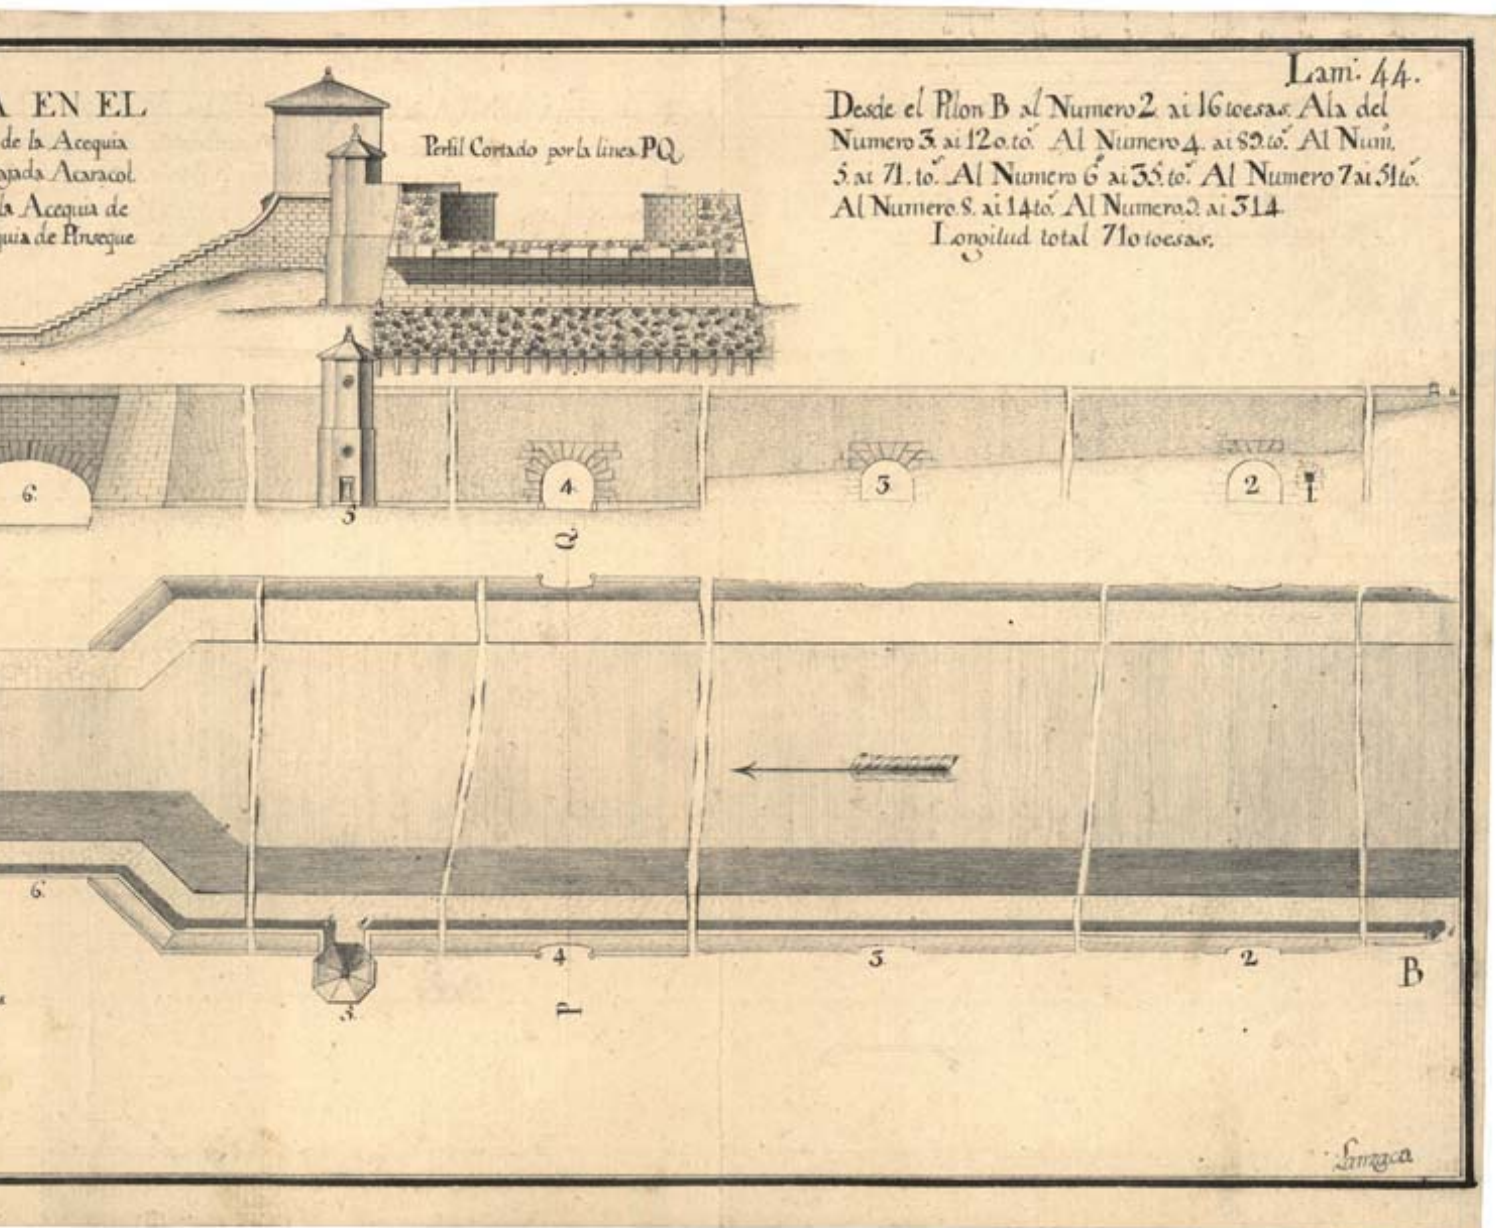 Lam: 44.
A EN EL
de la Acequia
ajada Acaracol
la Acequia de
quia de Pinseque
Perfil Cortado por la linea PQ
Desde el Pilon B al Numero 2 ai 16 toesas. Ala del
Numero 3. ai 120. to.ˢ Al Numero 4. ai 89. to.ˢ Al Num.
5. ai 71. to.ˢ Al Numero 6 ai 35. to.ˢ Al Numero 7 ai 51 to.ˢ
Al Numero 8. ai 14 to.ˢ Al Numero 9. ai 314
Longitud total 710 toesas.
6
5
4
3
2
1
Q
6
5
4
3
2
B
P